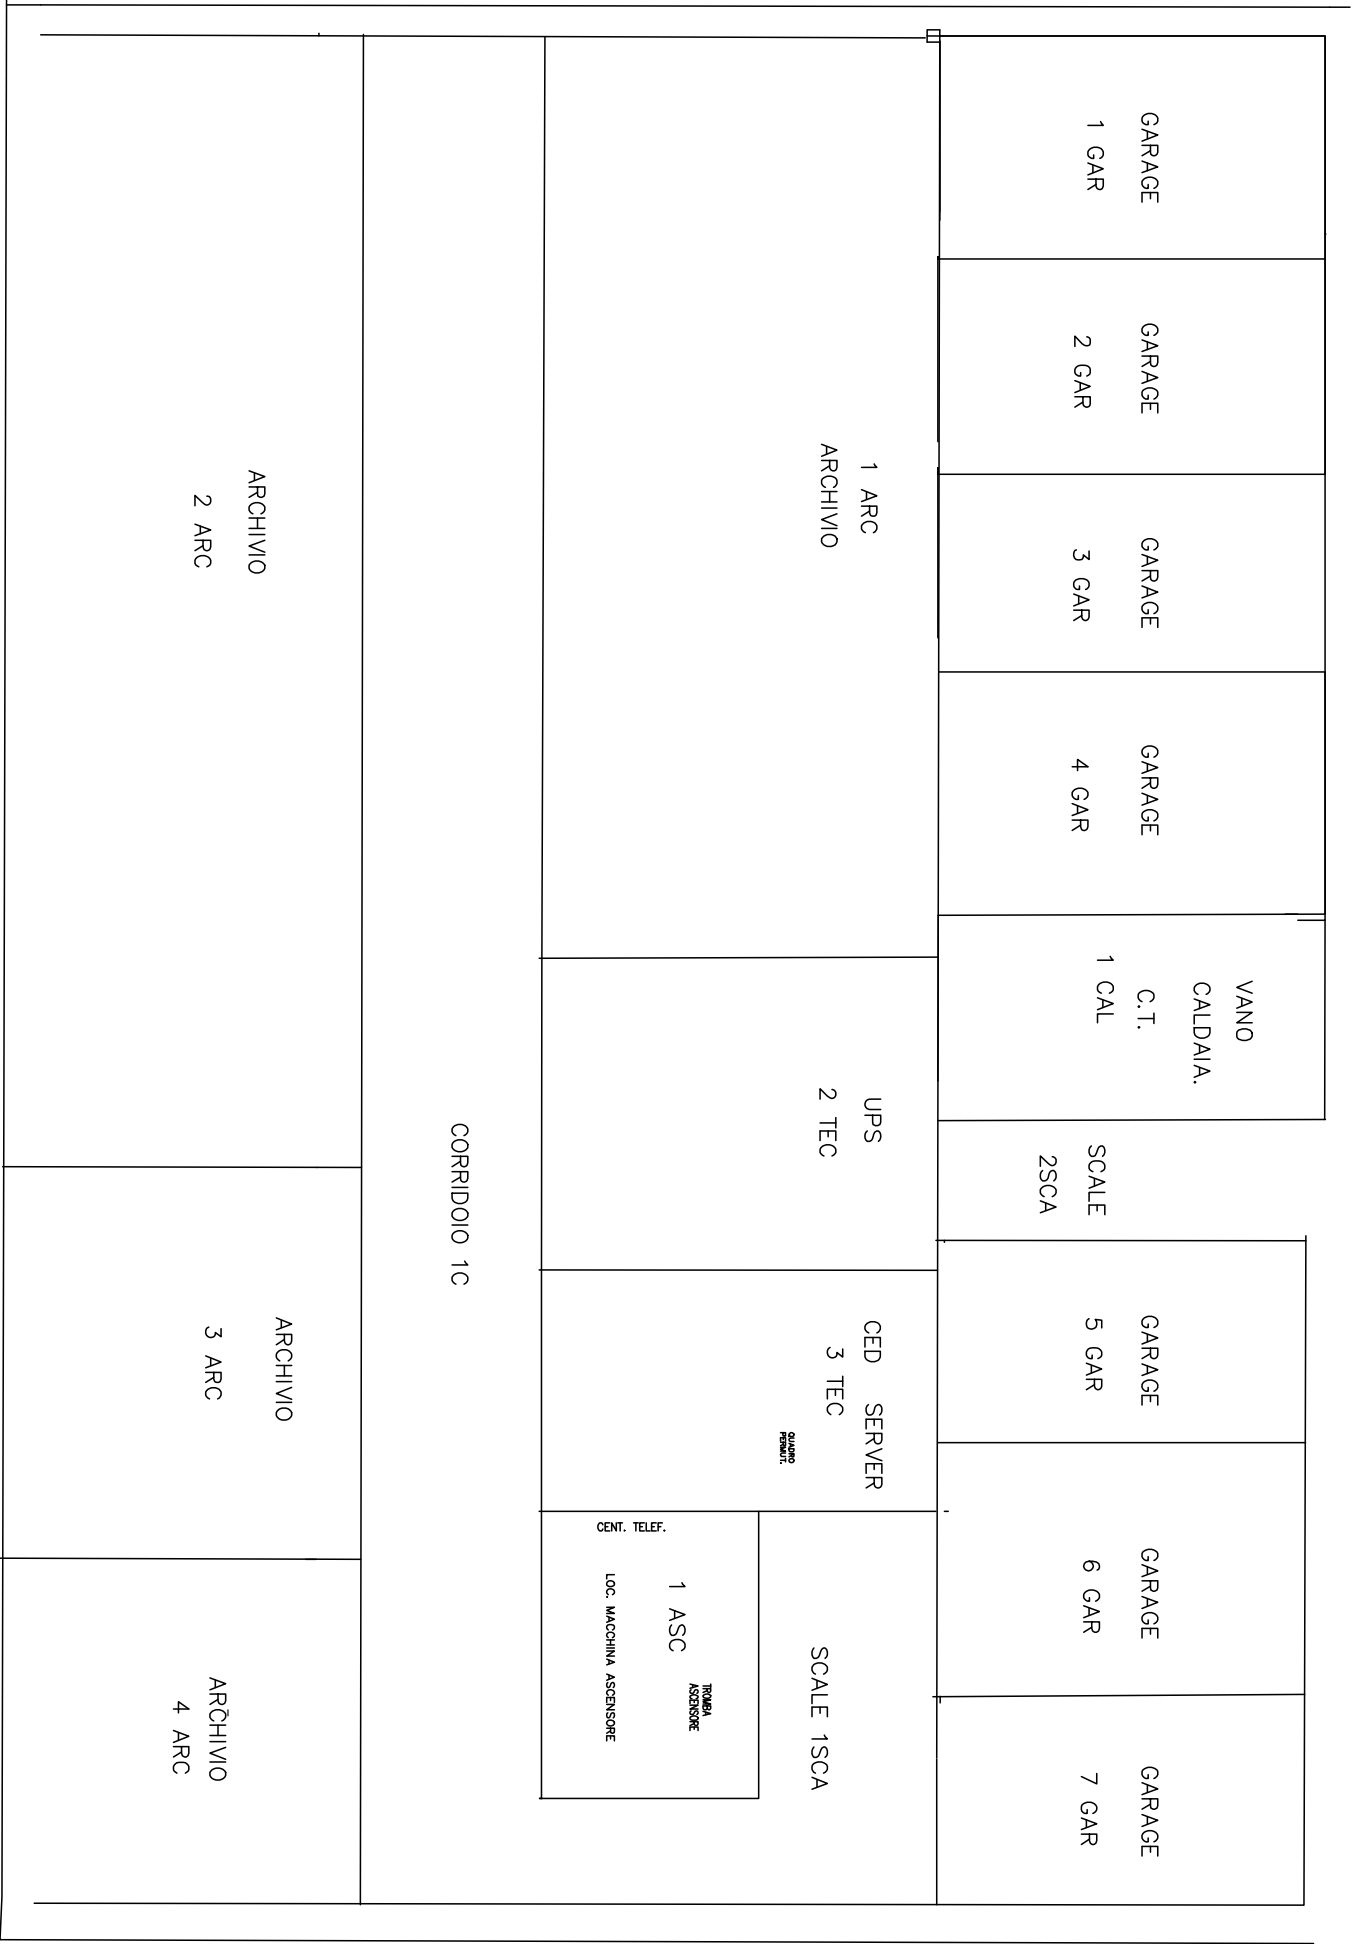 GARAGE
1 GAR
GARAGE
2 GAR
GARAGE
3 GAR
GARAGE
4 GAR
VANO
CALDAIA.
C.T.
1 CAL
SCALE
2SCA
GARAGE
5 GAR
GARAGE
6 GAR
GARAGE
7 GAR
1 ARC
ARCHIVIO
UPS
2 TEC
CED SERVER
3 TEC
QUADRO
PERMUT.
SCALE 1SCA
TROMBA
ASCENSORE
1 ASC
CENT. TELEF.
LOC. MACCHINA ASCENSORE
CORRIDOIO 1C
ARCHIVIO
2 ARC
ARCHIVIO
3 ARC
ARCHIVIO
4 ARC